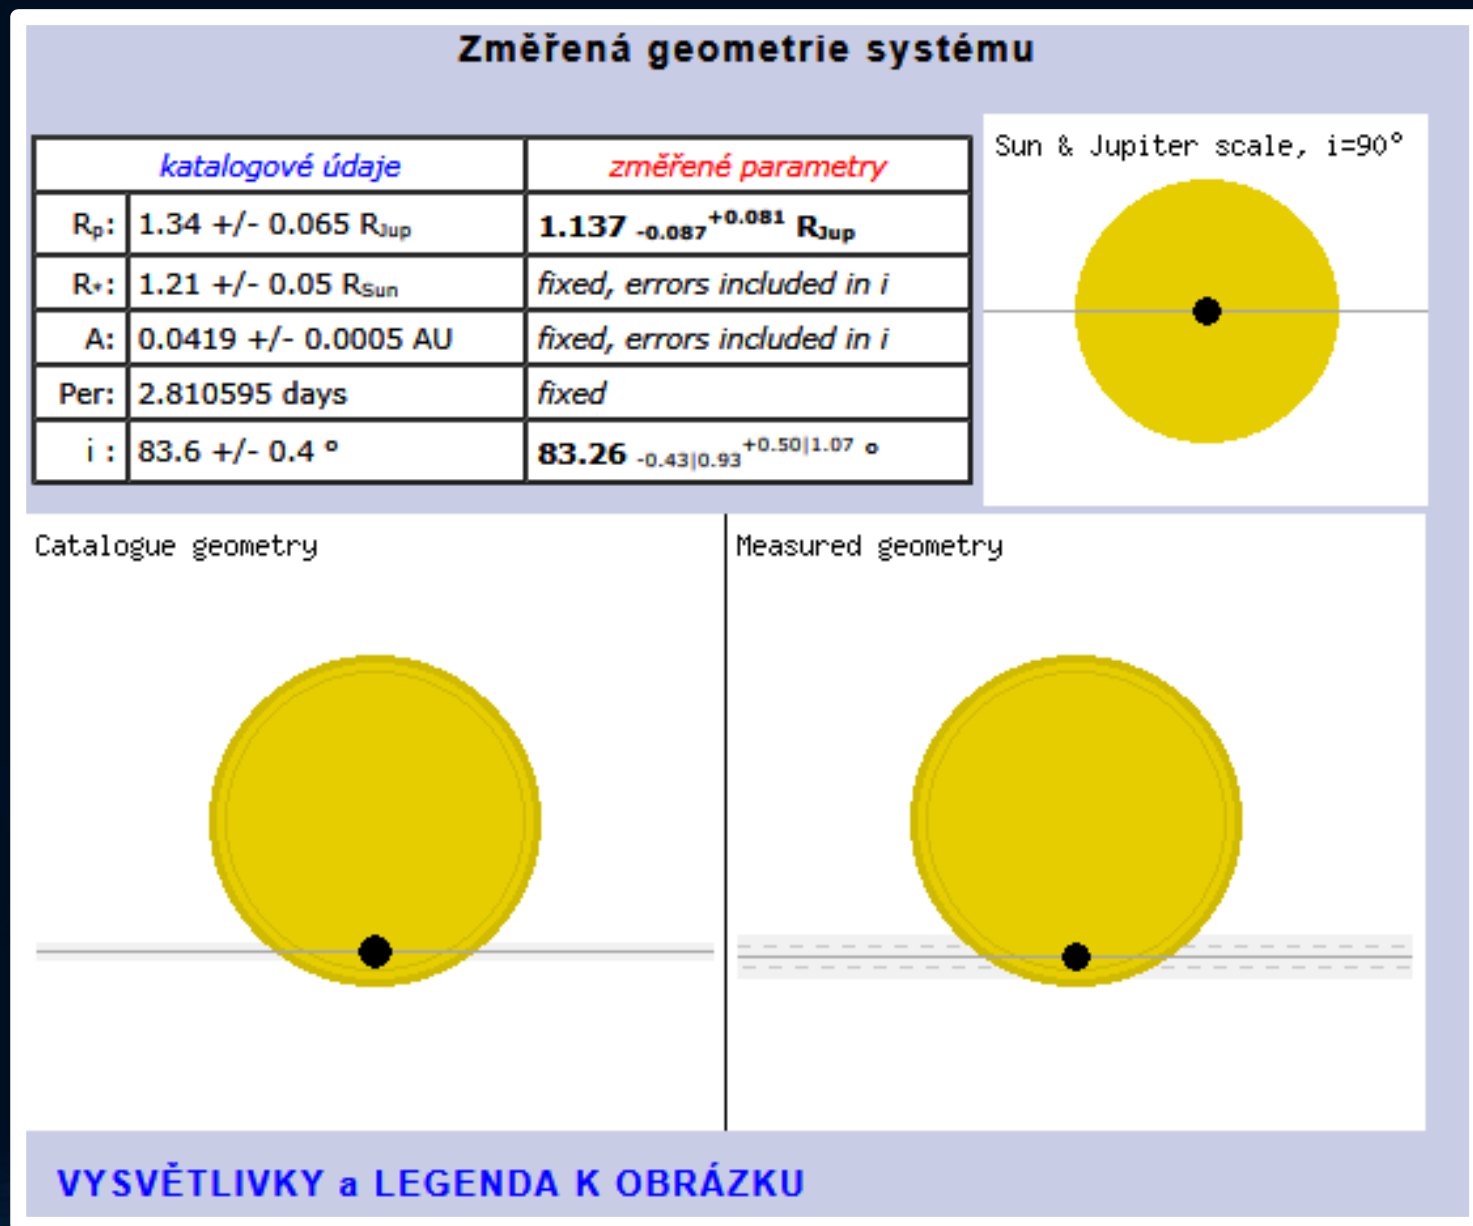 Změřená geometrie systému
katalogové údaje změřené parametry
Rp: 1.34 +/- 0.065 RJup 1.137 -0.087+0.081 RJup
R*: 1.21 +/- 0.05 RSun fixed, errors included in i
A: 0.0419 +/- 0.0005 AU fixed, errors included in i
Per: 2.810595 days fixed
i : 83.6 +/- 0.4 º 83.26 -0.43|0.93+0.50|1.07 º
Sun & Jupiter scale, i=90°
Catalogue geometry
Measured geometry
VYSVĚTLIVKY a LEGENDA K OBRÁZKU